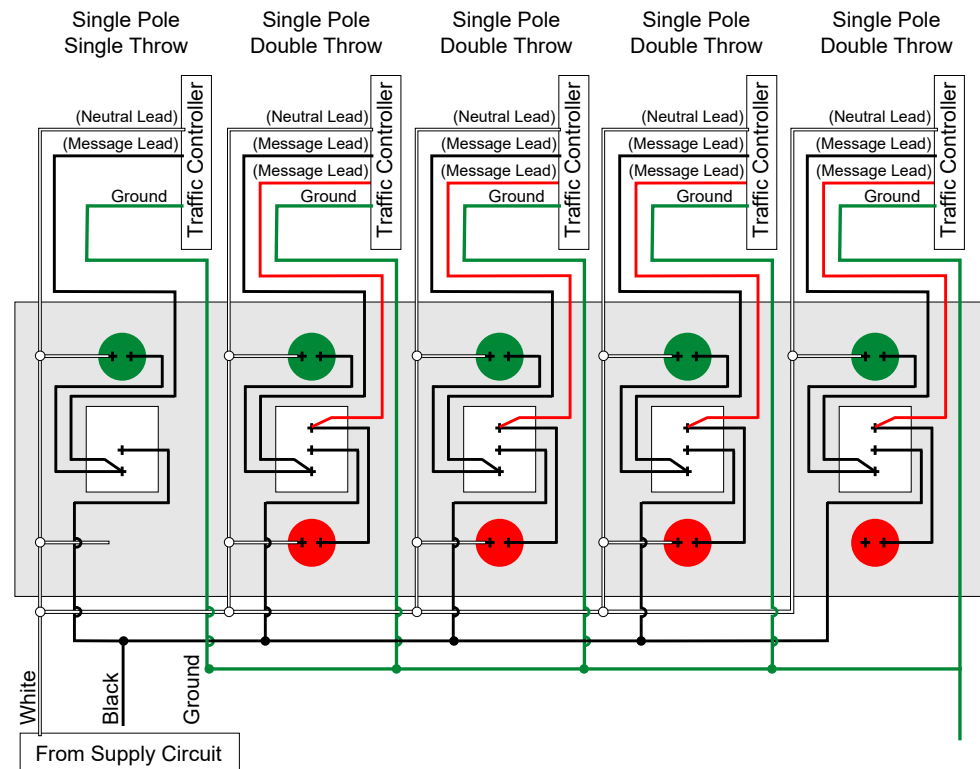 Single Pole
Single Throw
Single Pole
Double Throw
Single Pole
Double Throw
Single Pole
Double Throw
Single Pole
Double Throw
(Neutral Lead)
(Message Lead)
Ground
Traffic Controller
(Neutral Lead)
(Message Lead)
(Message Lead)
Ground
Traffic Controller
(Neutral Lead)
(Message Lead)
(Message Lead)
Ground
Traffic Controller
(Neutral Lead)
(Message Lead)
(Message Lead)
Ground
Traffic Controller
(Neutral Lead)
(Message Lead)
(Message Lead)
Ground
Traffic Controller
White
Black
Ground
From Supply Circuit